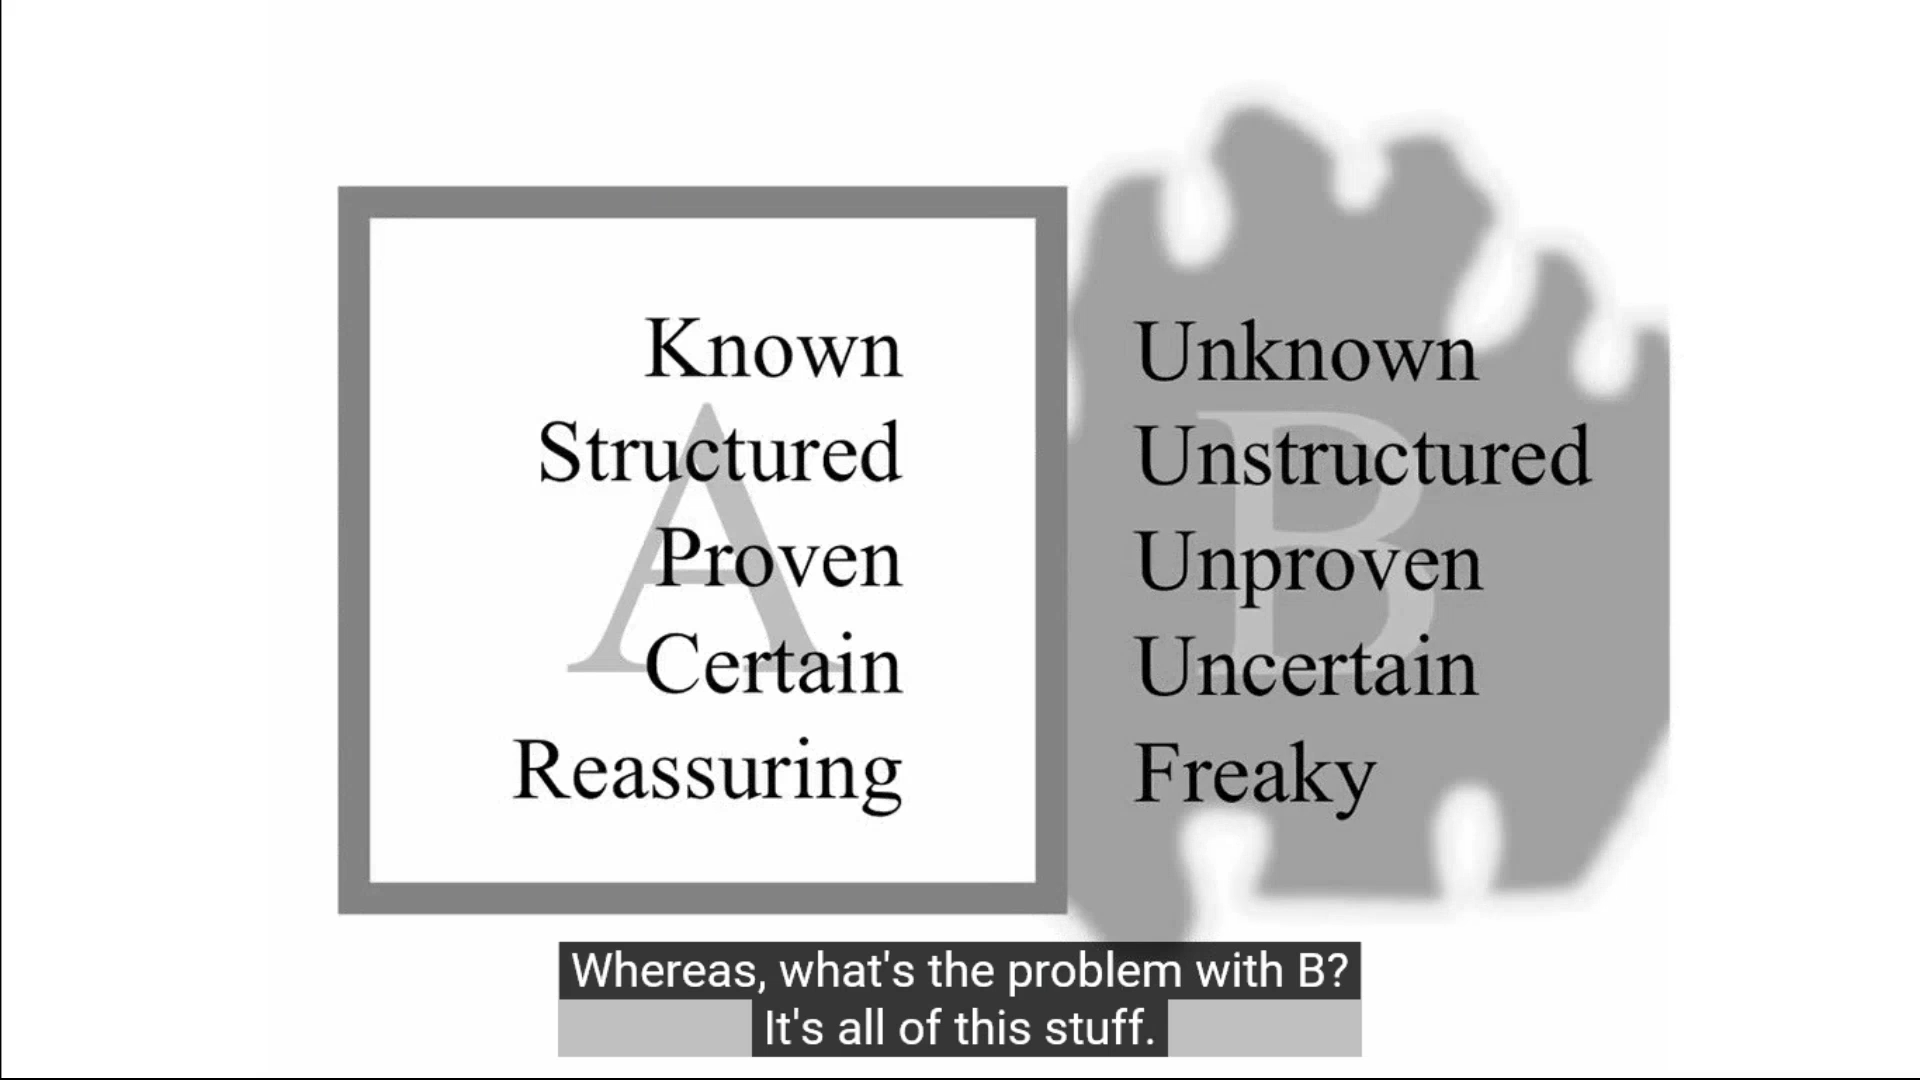 A
Known
Structured
Proven
Certain
Reassuring
B
Unknown
Unstructured
Unproven
Uncertain
Freaky
Whereas, what's the problem with B?
It's all of this stuff.